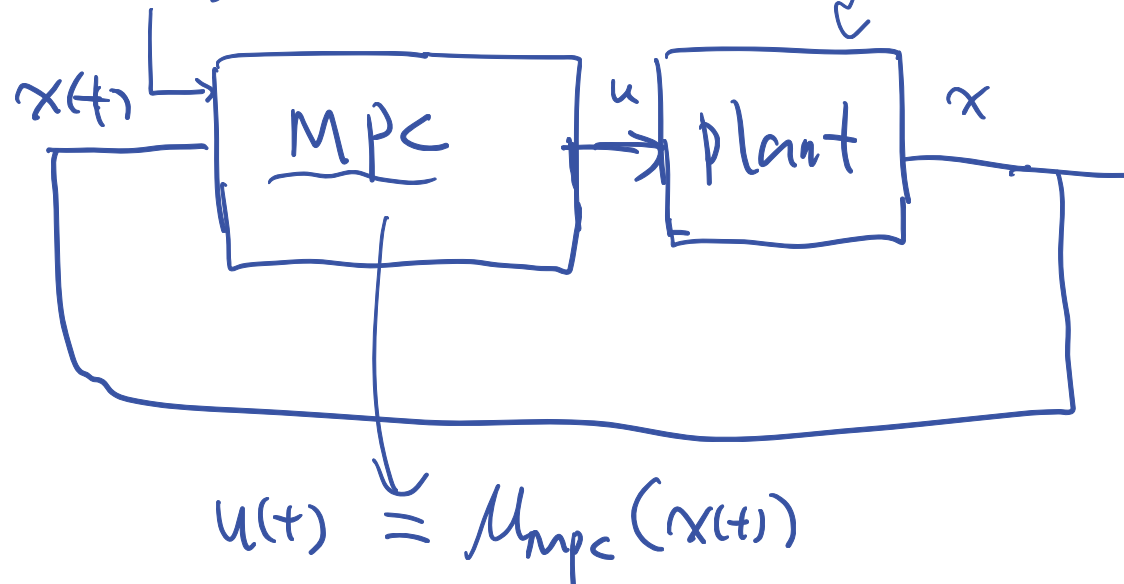 x(t)
MPC
u
plant
x
u(t) = μmpc (x(t))